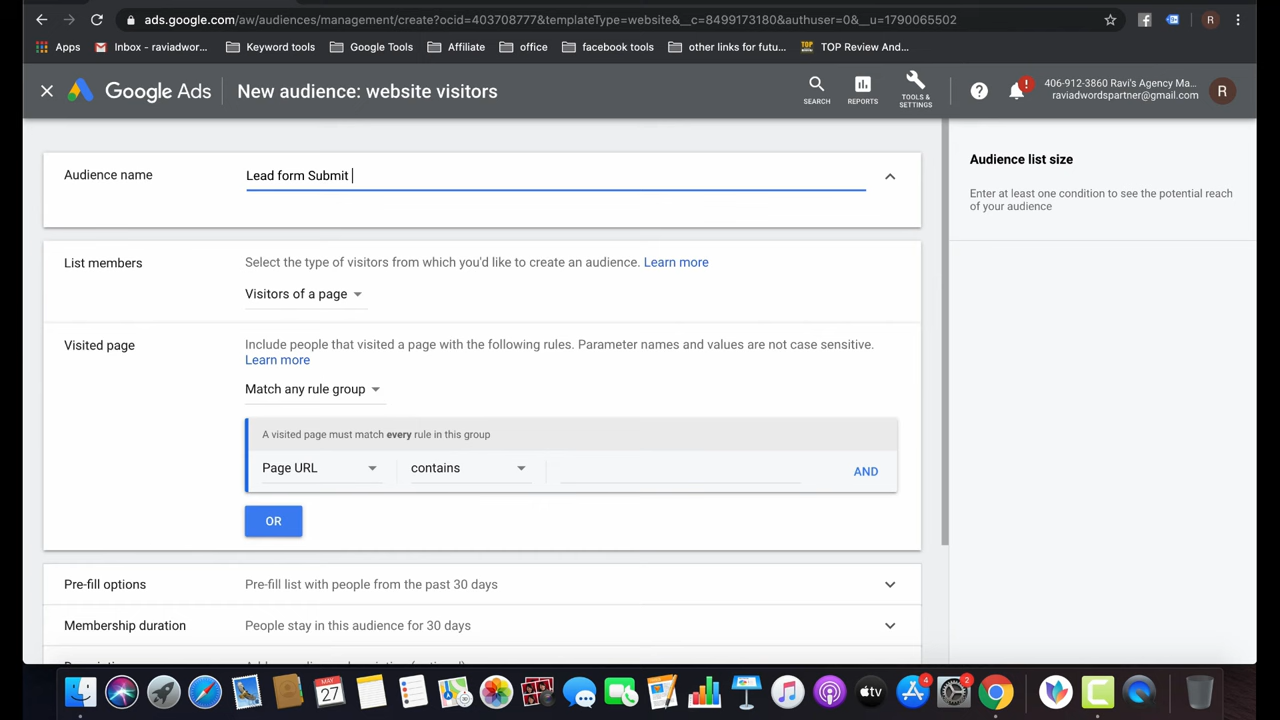 ads.google.com/aw/audiences/management/create?ocid=403708777&templateType=website&__c=8499173180&authuser=0&__u=1790065502
R
Apps
Inbox - raviadwor...
Keyword tools
Google Tools
Affiliate
office
facebook tools
other links for futu...
TOP Review And...
Google Ads
New audience: website visitors
SEARCH
REPORTS
TOOLS &
SETTINGS
406-912-3860 Ravi's Agency Ma...
raviadwordspartner@gmail.com
R
Audience name
Lead form Submit
Audience list size
Enter at least one condition to see the potential reach
of your audience
List members
Select the type of visitors from which you'd like to create an audience. Learn more
Visitors of a page
Visited page
Include people that visited a page with the following rules. Parameter names and values are not case sensitive.
Learn more
Match any rule group
A visited page must match every rule in this group
Page URL
contains
AND
OR
Pre-fill options
Pre-fill list with people from the past 30 days
Membership duration
People stay in this audience for 30 days
MAY
27
tv
4
2